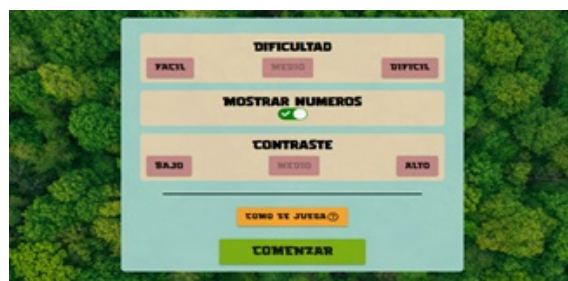 DIFICULTAD
FACIL MEDIO DIFICIL
MOSTRAR NUMEROS
CONTRASTE
BAJO MEDIO ALTO
COMO SE JUEGA
COMENZAR